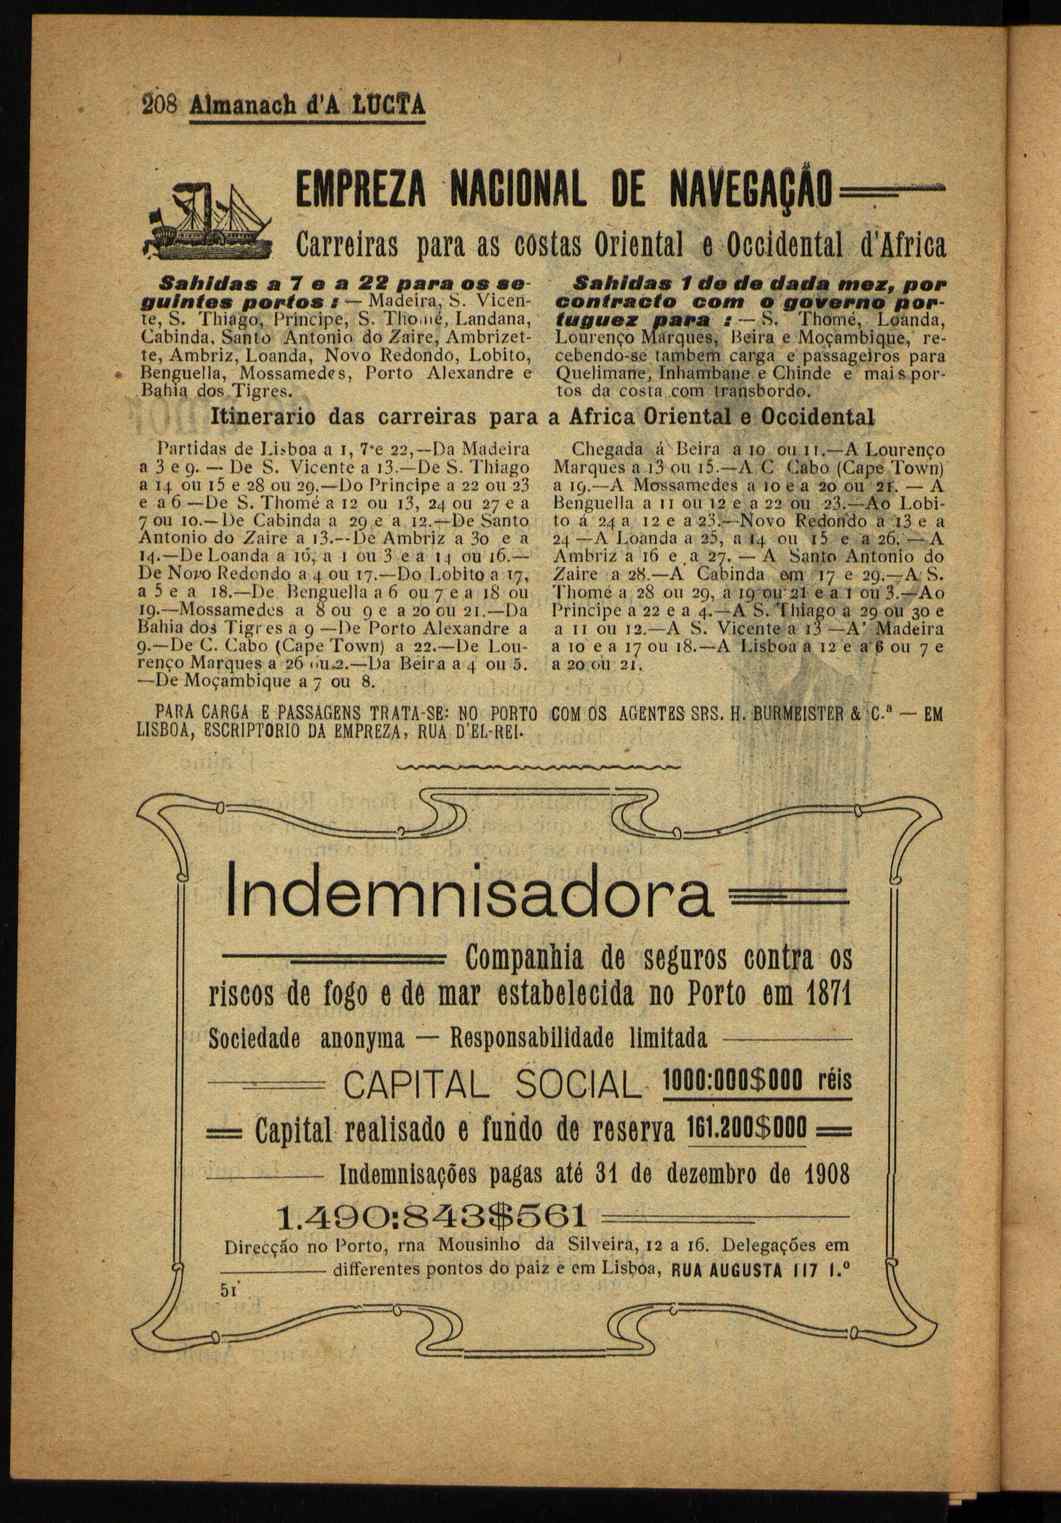 208 Almanach d'A LUCTA
EMPREZA NACIONAL DE NAVEGAÇÃO
Carreiras para as costas Oriental e Occidental d'Africa
Sahidas a 7 e a 22 para os se-
guintes portos : — Madeira, S. Vicen-
te, S. Thiago, Principe, S. Thomé, Landana,
Cabinda, Santo Antonio do Zaire, Ambrizet-
te, Ambriz, Loanda, Novo Redondo, Lobito,
Benguella, Mossamedes, Porto Alexandre e
Bahia dos Tigres.
Sahidas 1 de de dada mez, por
contracto com o governo por-
tuguez para : — S. Thomé, Loanda,
Lourenço Marques, Beira e Moçambique, re-
cebendo-se tambem carga e passageiros para
Quelimane, Inhambane e Chinde e mais por-
tos da costa com transbordo.
Itinerario das carreiras para a Africa Oriental e Occidental
Partidas de Lisboa a 1, 7 e 22,—Da Madeira
a 3 e 9. — De S. Vicente a 13.—De S. Thiago
a 14 ou 15 e 28 ou 29.—Do Principe a 22 ou 23
e a 6 —De S. Thomé a 12 ou 13, 24 ou 27 e a
7 ou 10.—De Cabinda a 29 e a 12.—De Santo
Antonio do Zaire a 13.--De Ambriz a 30 e a
14.—De Loanda a 16, a 1 ou 3 e a 14 ou 16.—
De Novo Redondo a 4 ou 17.—Do Lobito a 17,
a 5 e a 18.—De Benguella a 6 ou 7 e a 18 ou
19.—Mossamedes a 8 ou 9 e a 20 ou 21.—Da
Bahia dos Tigres a 9 —De Porto Alexandre a
9.—De C. Cabo (Cape Town) a 22.—De Lou-
renço Marques a 26 ou 2.—Da Beira a 4 ou 5.
—De Moçambique a 7 ou 8.
Chegada á Beira a 10 ou 11.—A Lourenço
Marques a 13 ou 15.—A C Cabo (Cape Town)
a 19.—A Mossamedes a 10 e a 20 ou 21. — A
Benguella a 11 ou 12 e a 22 ou 23.—Ao Lobi-
to a 24 a 12 e a 23.—Novo Redondo a 13 e a
24 —A Loanda a 25, a 14 ou 15 e a 26. —A
Ambriz a 16 e a 27. — A Santo Antonio do
Zaire a 28.—A Cabinda em 17 e 29.—A S.
Thomé a 28 ou 29, a 19 ou 21 e a 1 ou 3.—Ao
Principe a 22 e a 4.—A S. Thiago a 29 ou 30 e
a 11 ou 12.—A S. Vicente a 13 —A' Madeira
a 10 e a 17 ou 18.—A Lisboa a 12 e a 6 ou 7 e
a 20 ou 21.
PARA CARGA E PASSAGENS TRATA-SE: NO PORTO COM OS AGENTES SRS. H. BURMEISTER & C.ª — EM
LISBOA, ESCRIPTORIO DA EMPREZA, RUA D'EL-REI.
Indemnisadora
Companhia de seguros contra os
riscos de fogo e de mar estabelecida no Porto em 1871
Sociedade anonyma — Responsabilidade limitada
CAPITAL SOCIAL 1000:000$000 réis
Capital realisado e fundo de reserva 161.200$000
Indemnisações pagas até 31 de dezembro de 1908
1.490:843$561
Direcção no Porto, rna Mousinho da Silveira, 12 a 16. Delegações em
differentes pontos do paiz e em Lisboa, RUA AUGUSTA 117 1.º
51